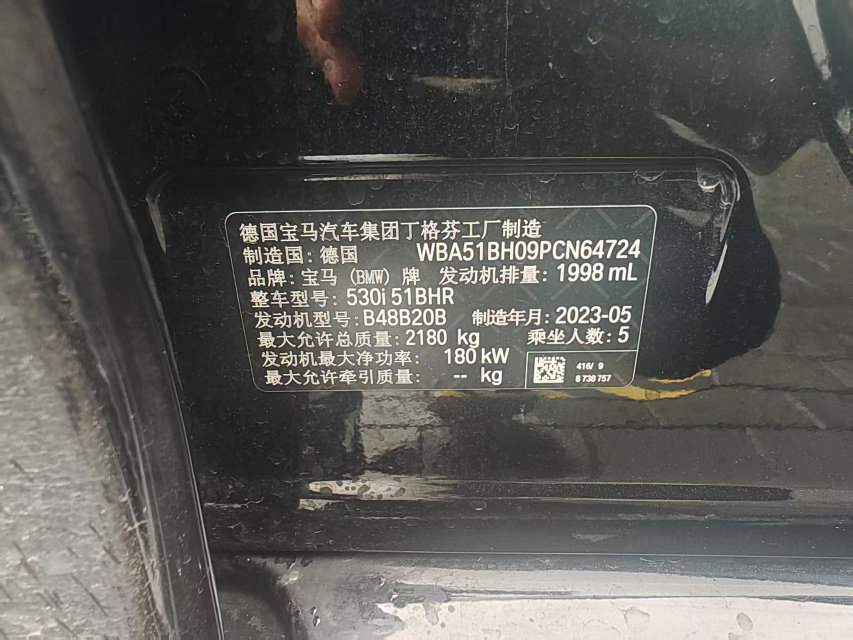 德国宝马汽车集团丁格芬工厂制造
制造国: 德国 WBA51BH09PCN64724
品牌: 宝马 (BMW) 牌 发动机排量: 1998 mL
整车型号: 530i 51BHR
发动机型号: B48B20B 制造年月: 2023-05
最大允许总质量: 2180 kg 乘坐人数: 5
发动机最大净功率: 180 kW
最大允许牵引质量: -- kg
416/ 9
8 738 757